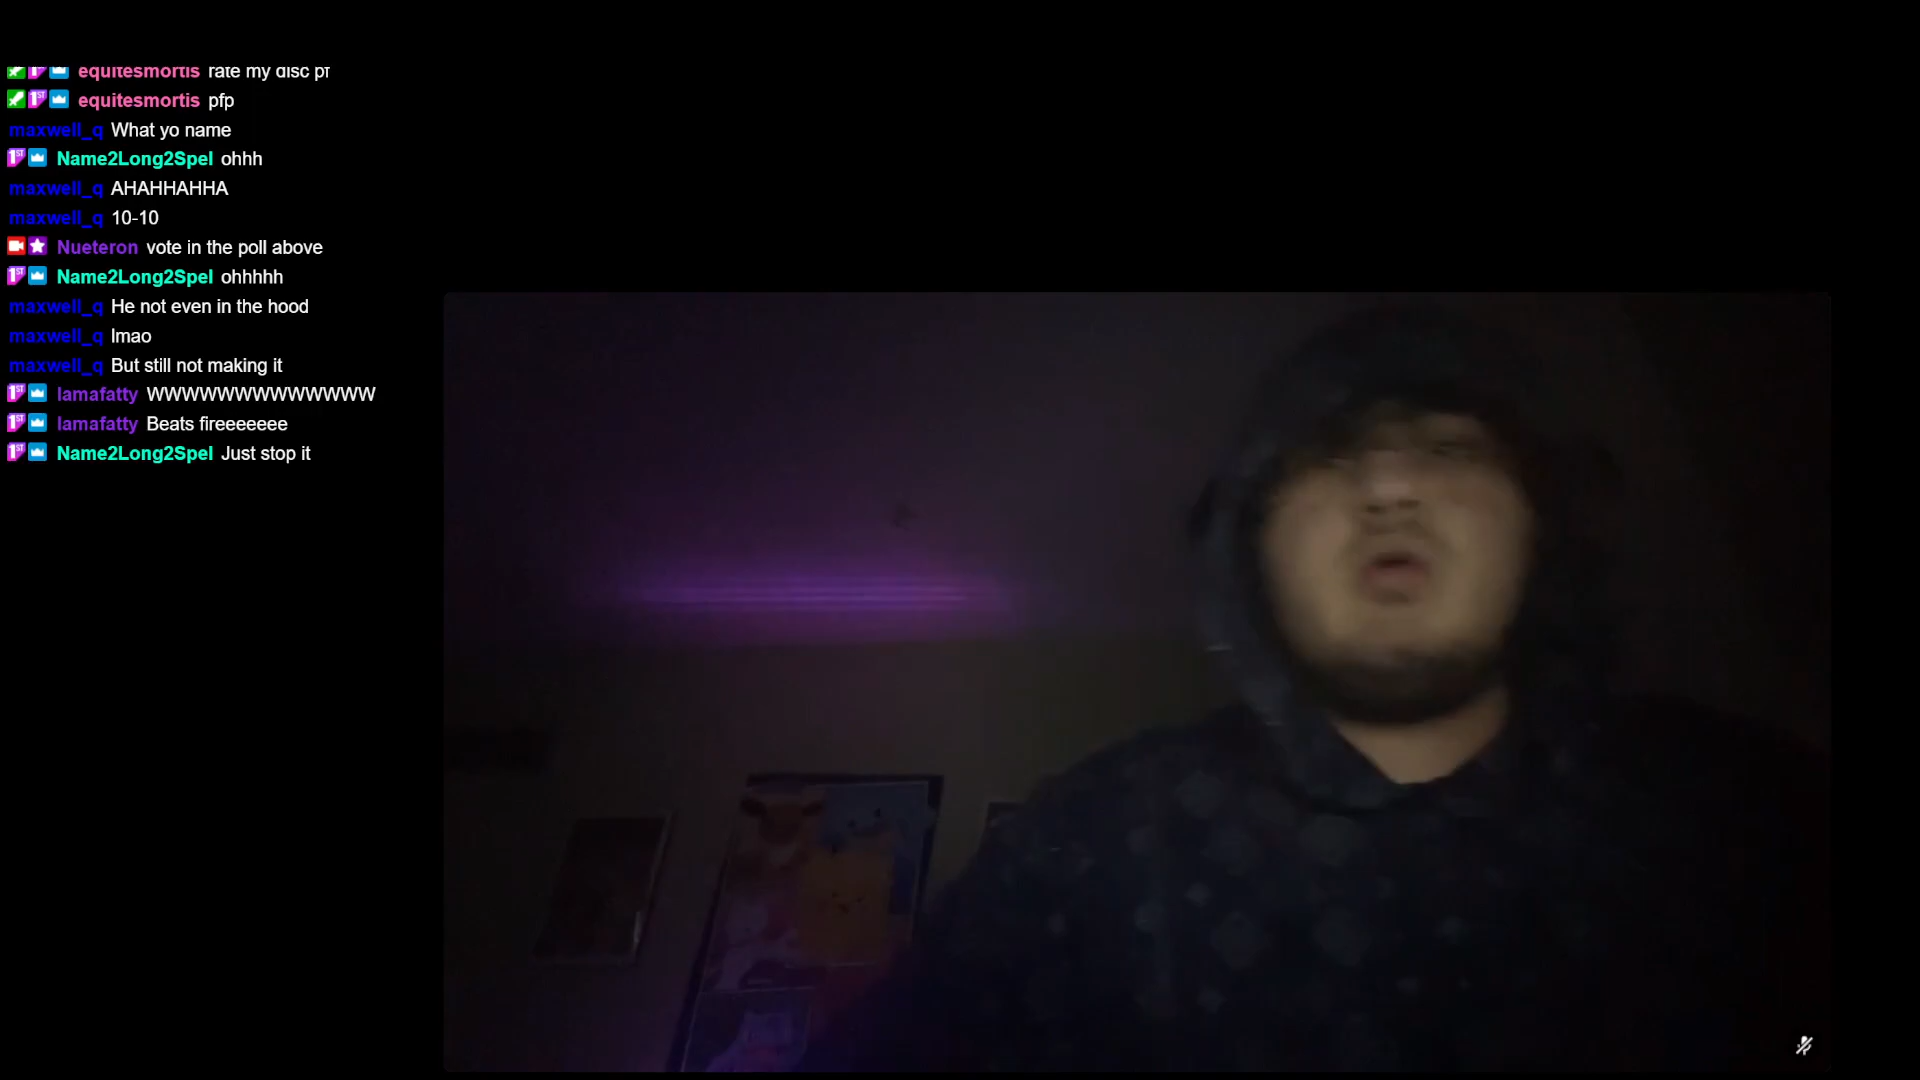 equitesmortis rate my disc pf
equitesmortis pfp
maxwell_q What yo name
Name2Long2Spel ohhh
maxwell_q AHAHHAHHA
maxwell_q 10-10
Nueteron vote in the poll above
Name2Long2Spel ohhhhh
maxwell_q He not even in the hood
maxwell_q lmao
maxwell_q But still not making it
Iamafatty WWWWWWWWWWWWW
Iamafatty Beats fireeeeeee
Name2Long2Spel Just stop it